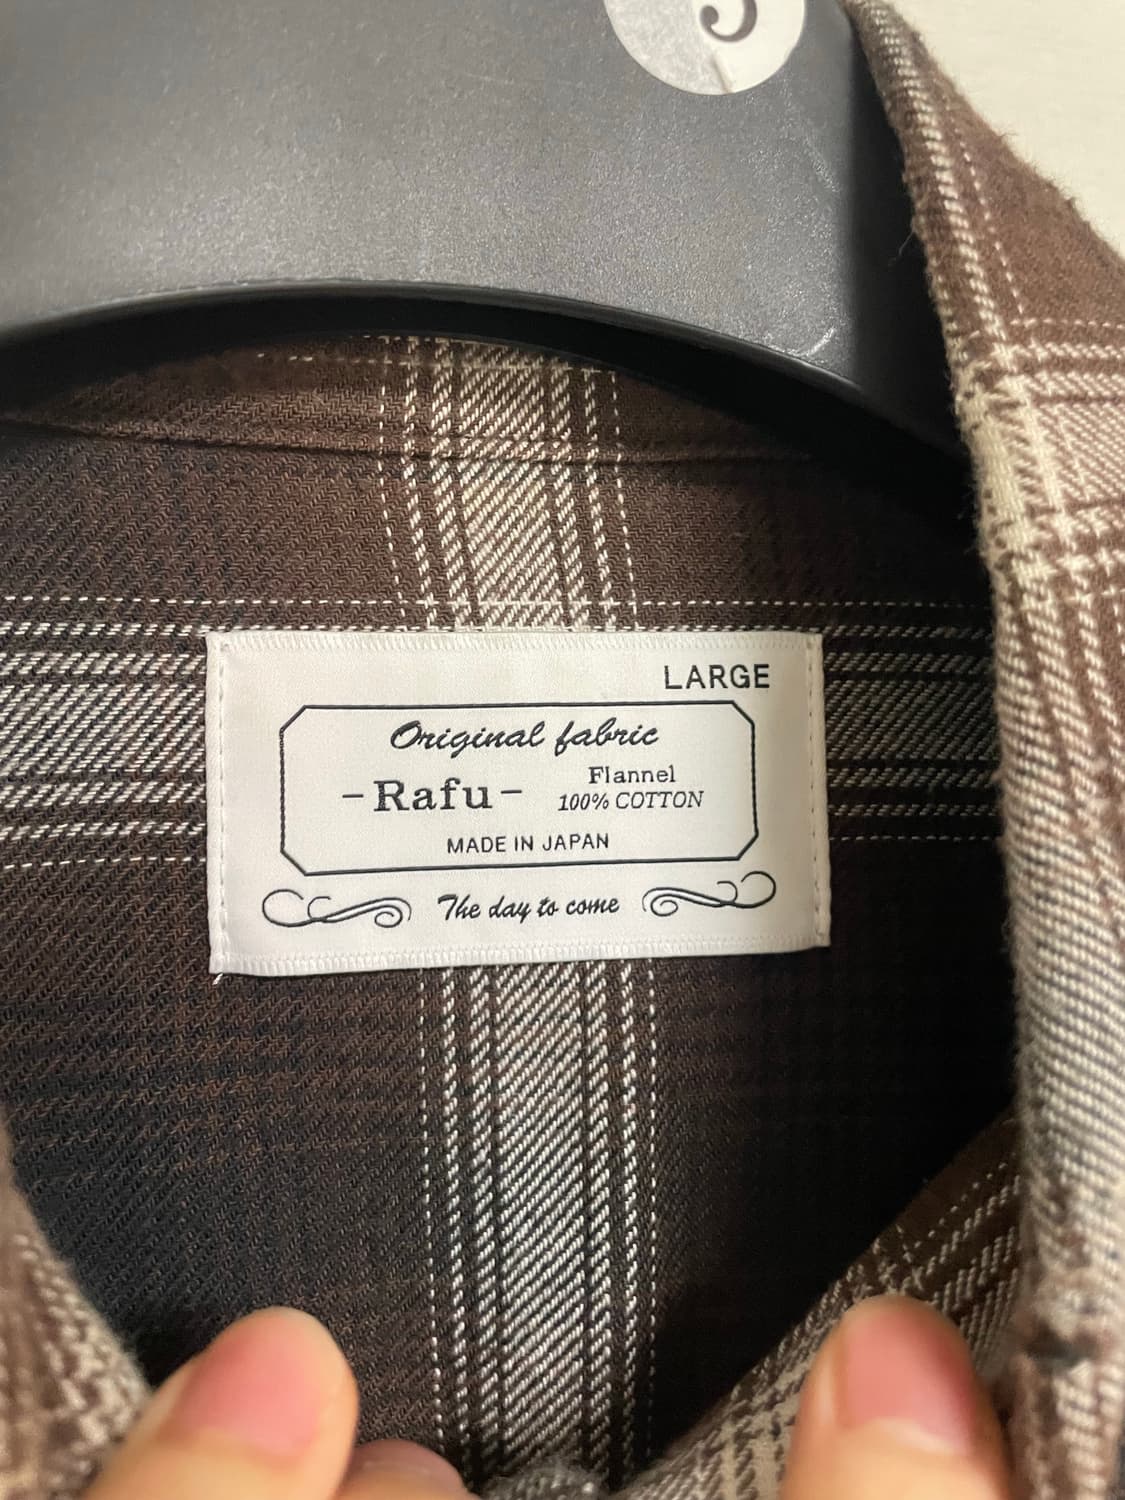 LARGE
Original fabric
-Rafu-
Flannel
100% COTTON
MADE IN JAPAN
The day to come